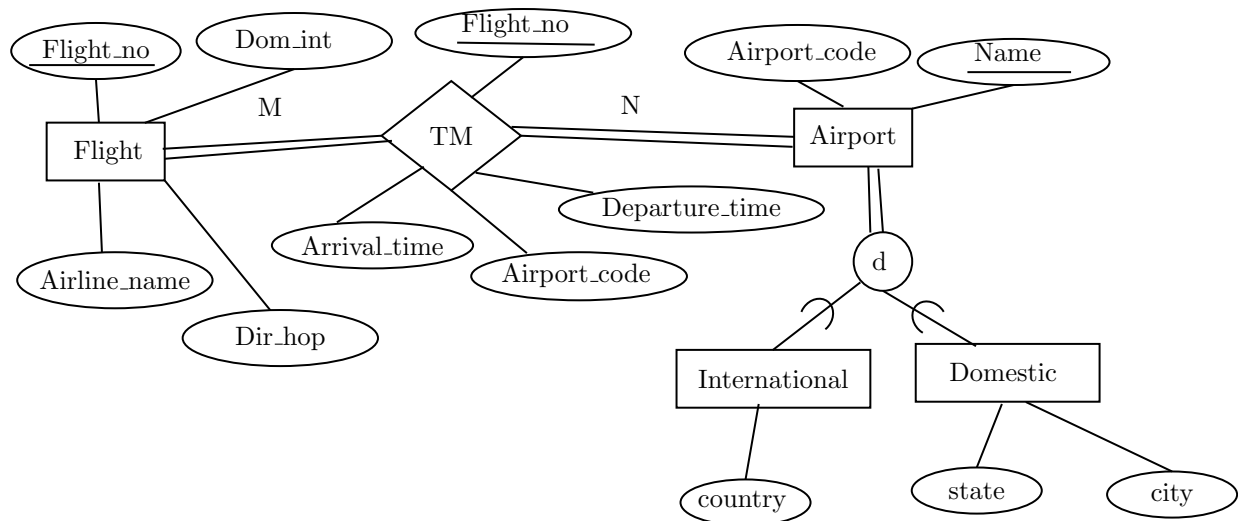 Flight_no
Dom_int
Flight_no
Airport_code
Name
M
N
Flight
TM
Airport
Departure_time
Arrival_time
Airport_code
Airline_name
Dir_hop
d
International
Domestic
country
state
city